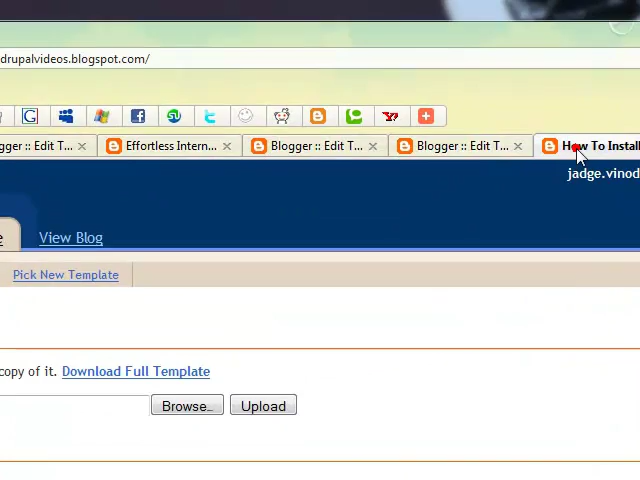 drupalvideos.blogspot.com/
gger :: Edit T... Effortless Intern... Blogger :: Edit T... Blogger :: Edit T... How To Install
jadge.vinod
View Blog
Pick New Template
copy of it. Download Full Template
Browse... Upload